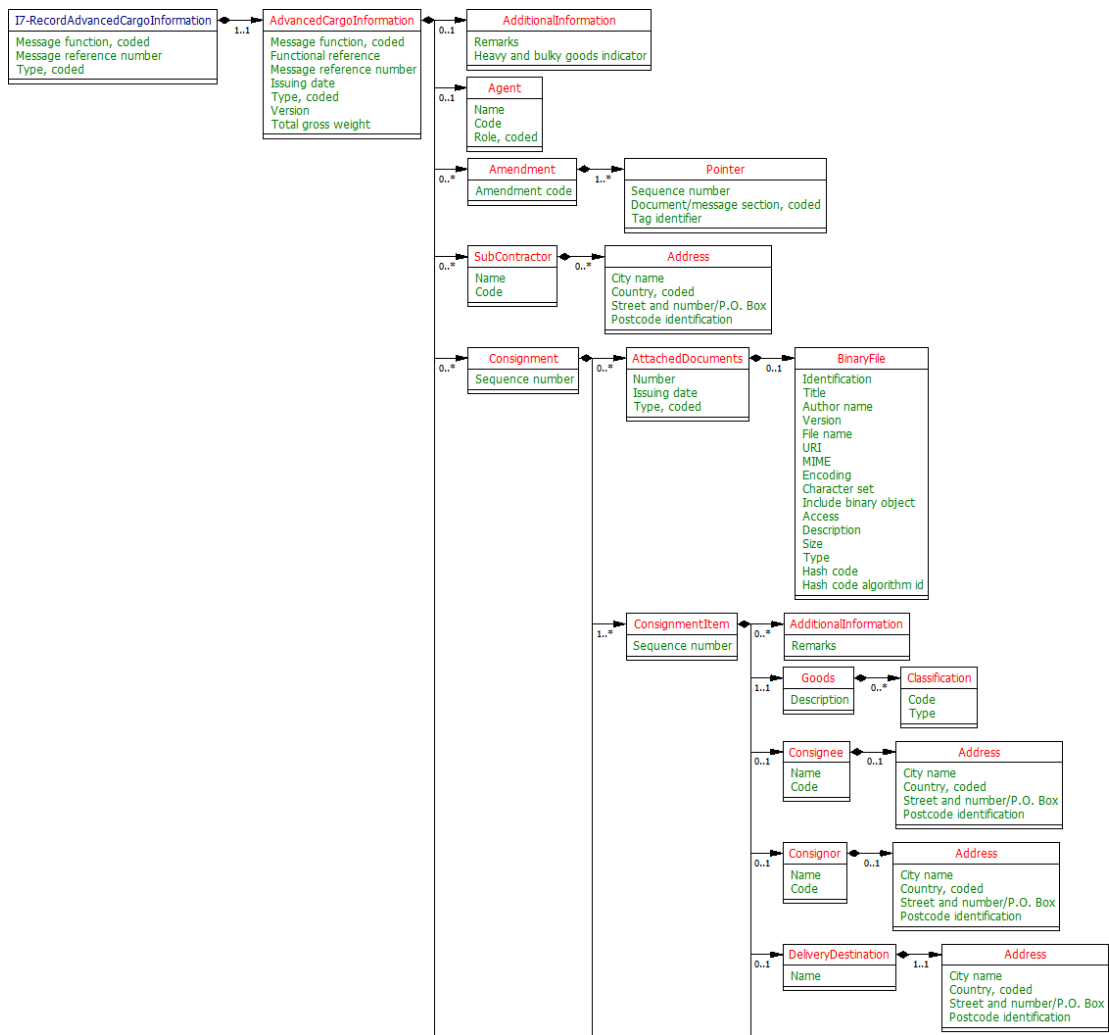 I7-RecordAdvancedCargoInformation
Message function, coded
Message reference number
Type, coded
1..1
AdvancedCargoInformation
Message function, coded
Functional reference
Message reference number
Issuing date
Type, coded
Version
Total gross weight
0..1
AdditionalInformation
Remarks
Heavy and bulky goods indicator
0..1
Agent
Name
Code
Role, coded
0..*
Amendment
Amendment code
1..*
Pointer
Sequence number
Document/message section, coded
Tag identifier
0..*
SubContractor
Name
Code
0..*
Address
City name
Country, coded
Street and number/P.O. Box
Postcode identification
0..*
Consignment
Sequence number
0..*
AttachedDocuments
Number
Issuing date
Type, coded
0..1
BinaryFile
Identification
Title
Author name
Version
File name
URI
MIME
Encoding
Character set
Include binary object
Access
Description
Size
Type
Hash code
Hash code algorithm id
1..*
ConsignmentItem
Sequence number
0..*
AdditionalInformation
Remarks
1..1
Goods
Description
0..*
Classification
Code
Type
0..1
Consignee
Name
Code
0..1
Address
City name
Country, coded
Street and number/P.O. Box
Postcode identification
0..1
Consignor
Name
Code
0..1
Address
City name
Country, coded
Street and number/P.O. Box
Postcode identification
0..1
DeliveryDestination
Name
1..1
Address
City name
Country, coded
Street and number/P.O. Box
Postcode identification